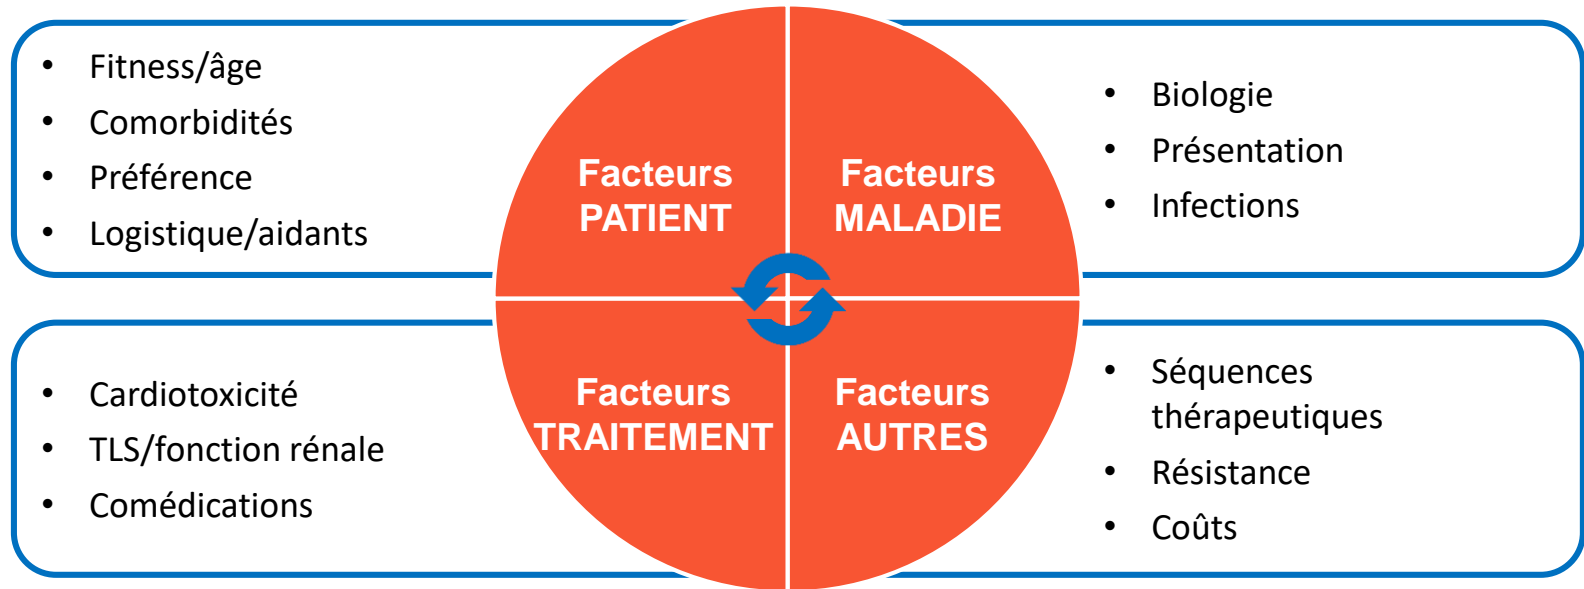 • Fitness/âge
• Comorbidités
• Préférence
• Logistique/aidants
Facteurs
PATIENT
Facteurs
MALADIE
• Biologie
• Présentation
• Infections
• Cardiotoxicité
• TLS/fonction rénale
• Comédications
Facteurs
TRAITEMENT
Facteurs
AUTRES
• Séquences
thérapeutiques
• Résistance
• Coûts